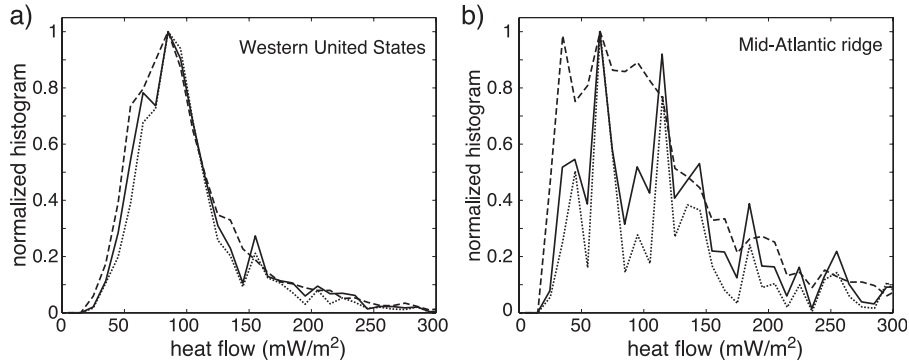 a)
Western United States
normalized histogram
1
0.8
0.6
0.4
0.2
0
0 50 100 150 200 250 300
heat flow (mW/m²)
b)
Mid-Atlantic ridge
normalized histogram
1
0.8
0.6
0.4
0.2
0
0 50 100 150 200 250 300
heat flow (mW/m²)